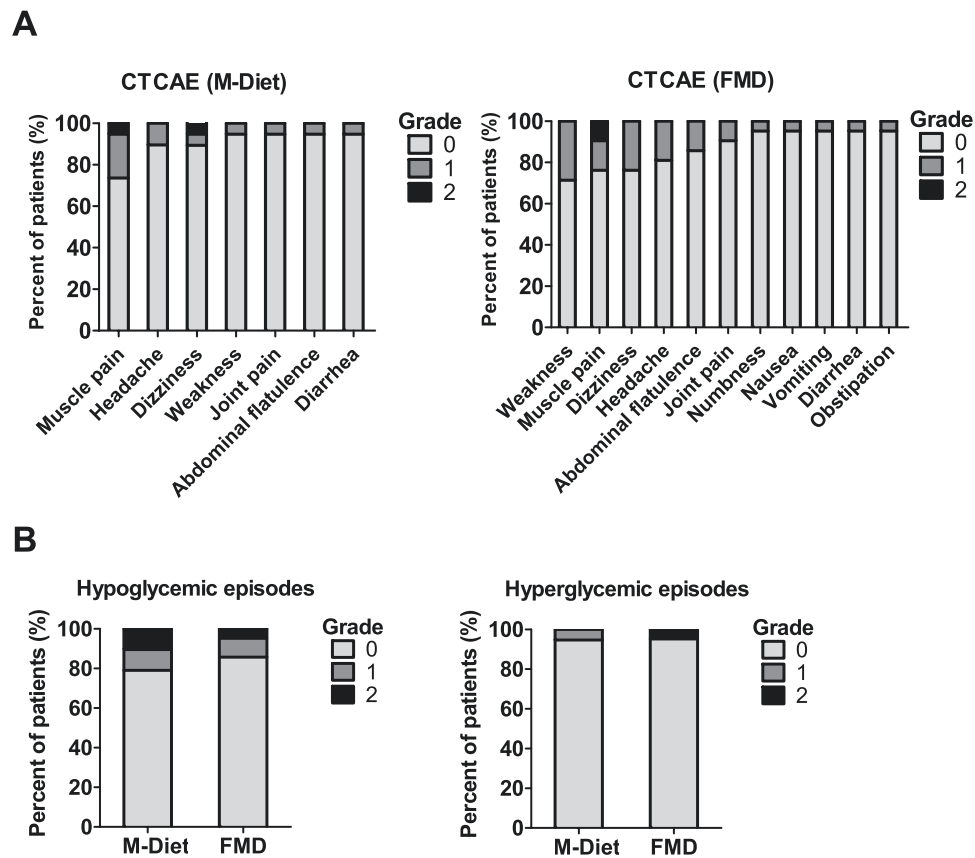 A
CTCAE (M-Diet)
Percent of patients (%)
100
80
60
40
20
0
Muscle pain
Headache
Dizziness
Weakness
Joint pain
Abdominal flatulence
Diarrhea
Grade
0
1
2
CTCAE (FMD)
Percent of patients (%)
100
80
60
40
20
0
Weakness
Muscle pain
Dizziness
Headache
Abdominal flatulence
Joint pain
Numbness
Nausea
Vomiting
Diarrhea
Obstipation
Grade
0
1
2
B
Hypoglycemic episodes
Percent of patients (%)
100
80
60
40
20
0
M-Diet
FMD
Grade
0
1
2
Hyperglycemic episodes
Percent of patients (%)
100
80
60
40
20
0
M-Diet
FMD
Grade
0
1
2